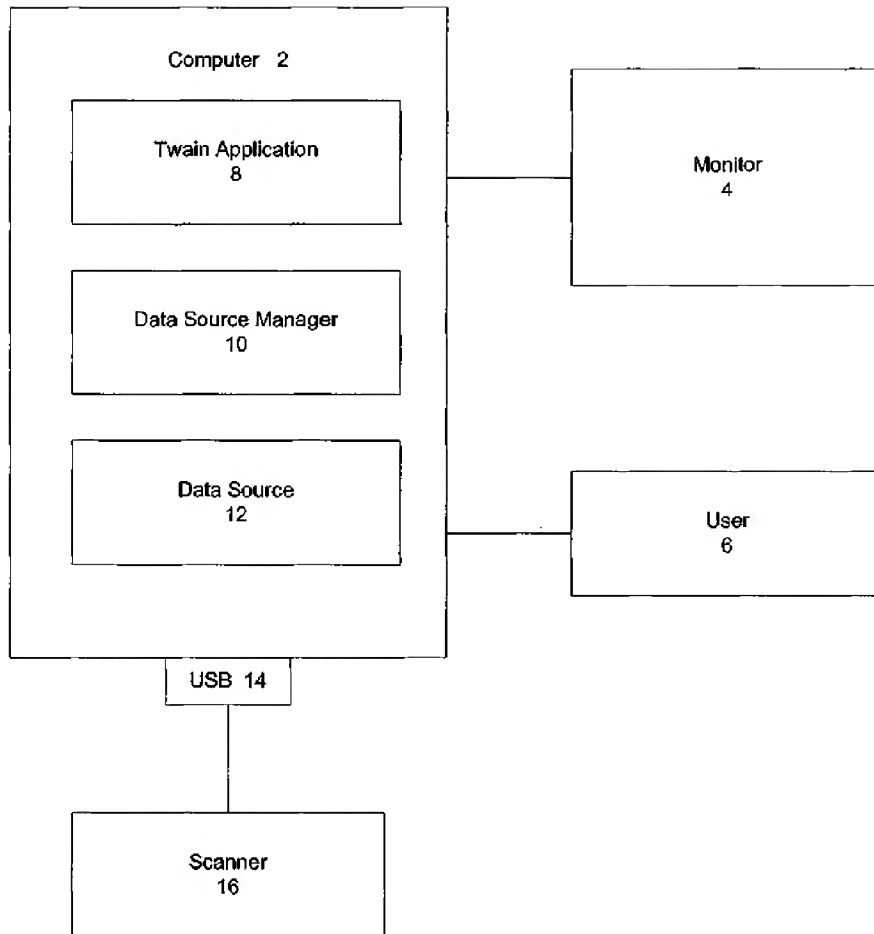 Computer 2
Twain Application
8
Monitor
4
Data Source Manager
10
Data Source
12
User
6
USB 14
Scanner
16